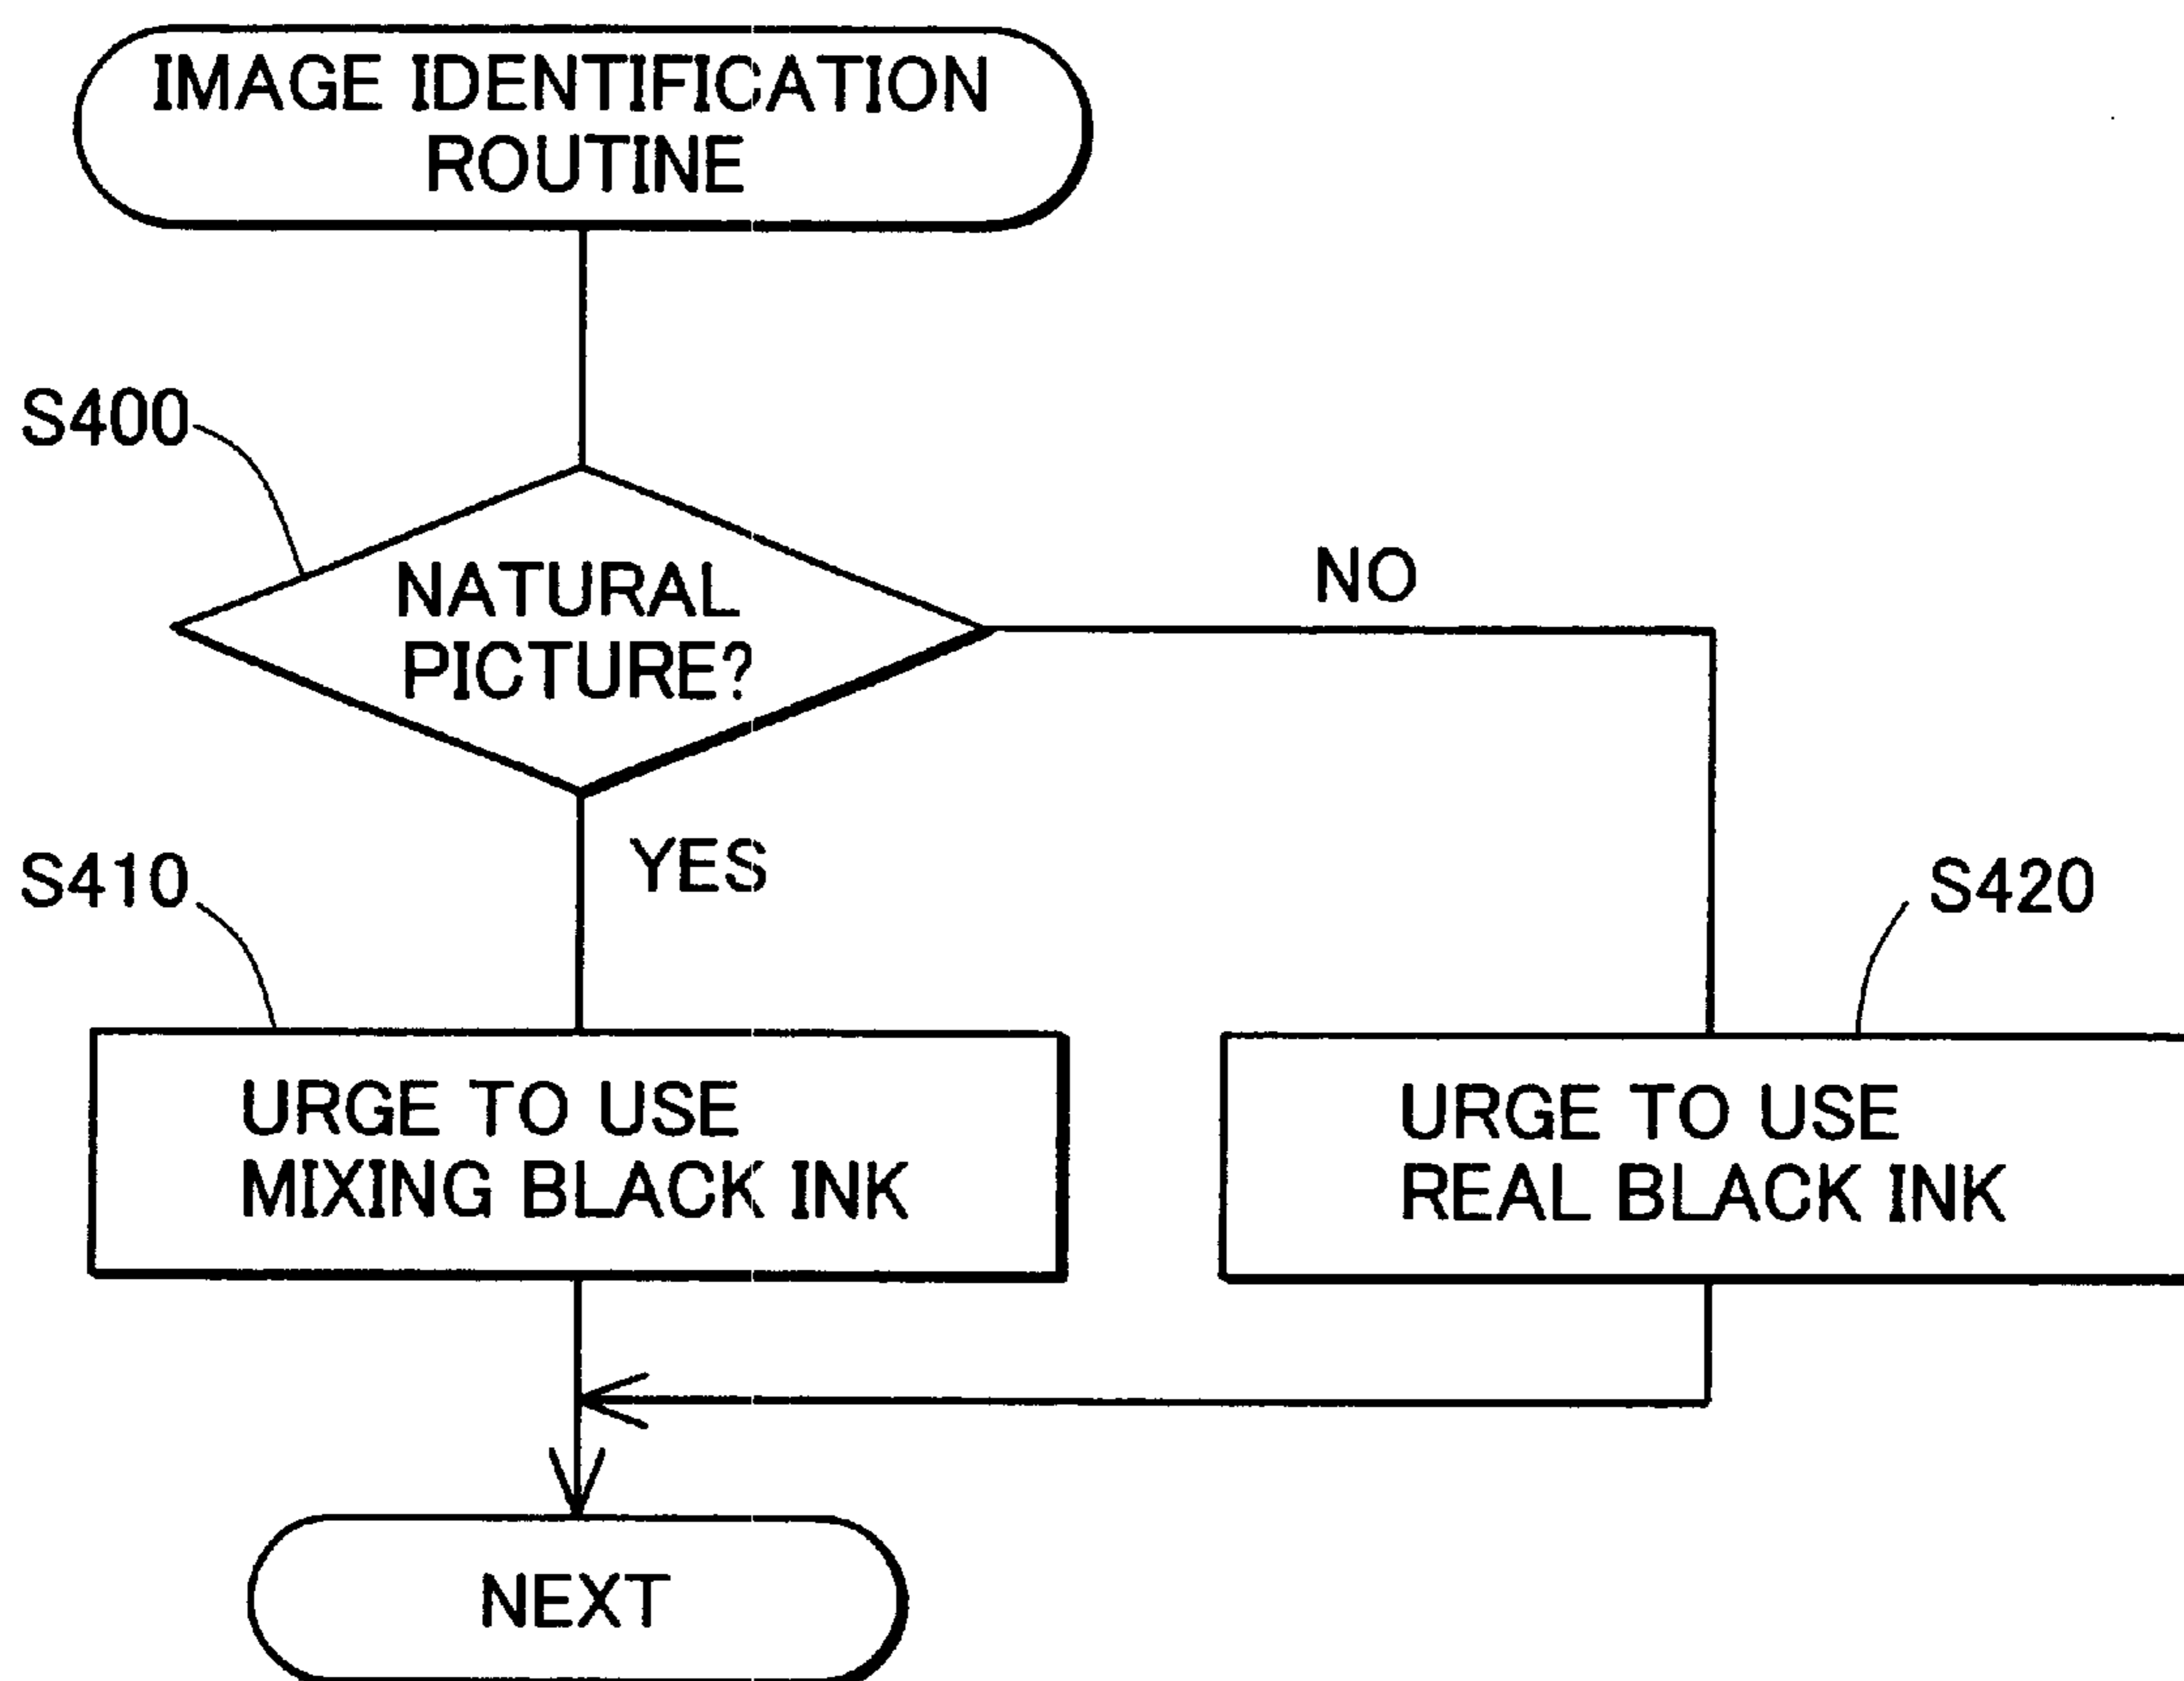 IMAGE IDENTIFICATION
ROUTINE
S400
NATURAL
PICTURE?
NO
YES
S410
S420
URGE TO USE
MIXING BLACK INK
URGE TO USE
REAL BLACK INK
NEXT